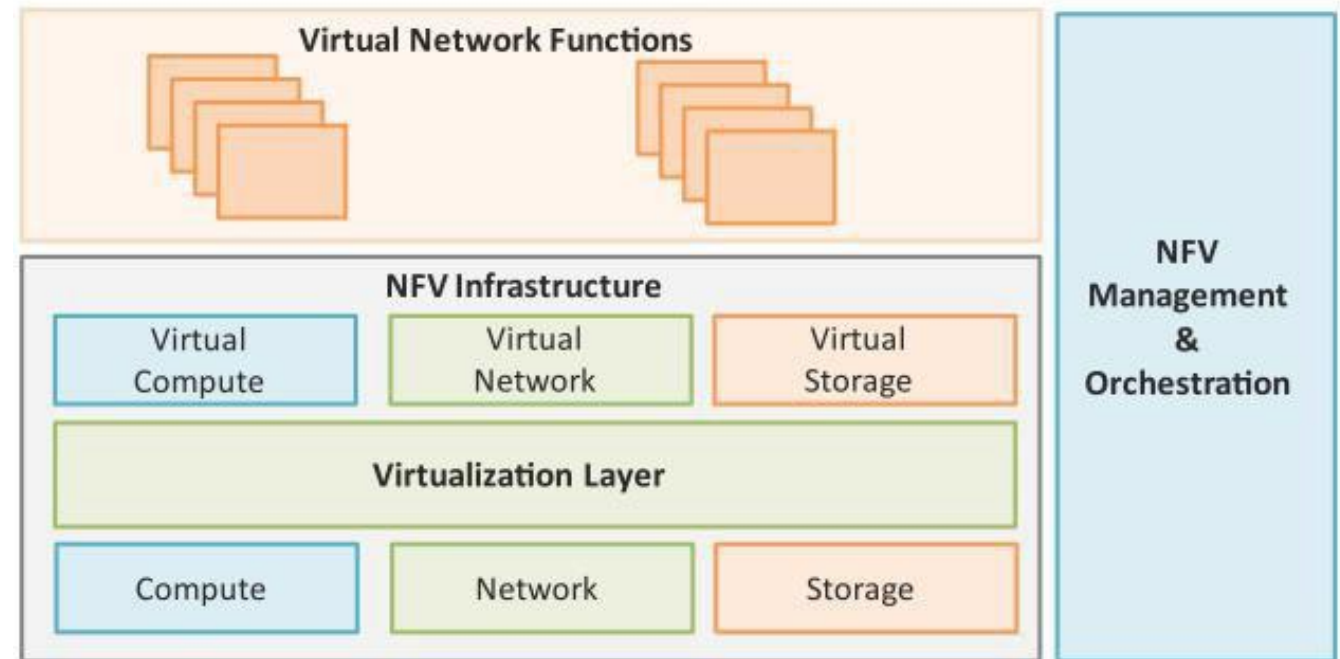 Virtual Network Functions
NFV Infrastructure
Virtual
Compute
Virtual
Network
Virtual
Storage
Virtualization Layer
Compute
Network
Storage
NFV
Management
&
Orchestration